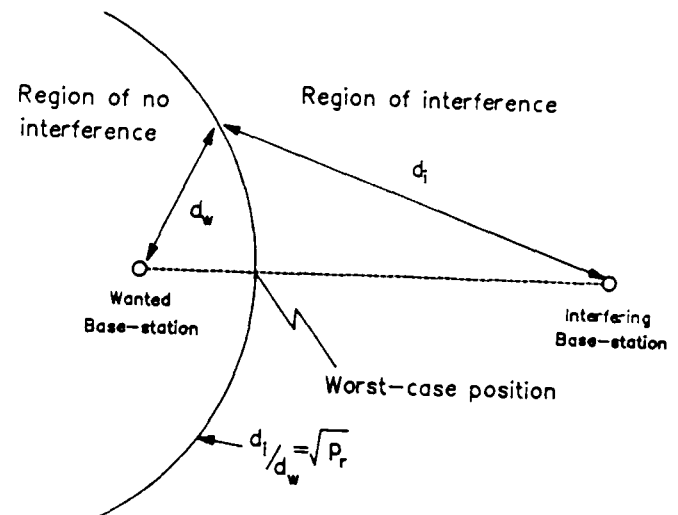 Region of no
interference
Region of interference
d_i
d_w
Wanted
Base-station
Interfering
Base-station
Worst-case position
d_i/d_w=√P_r